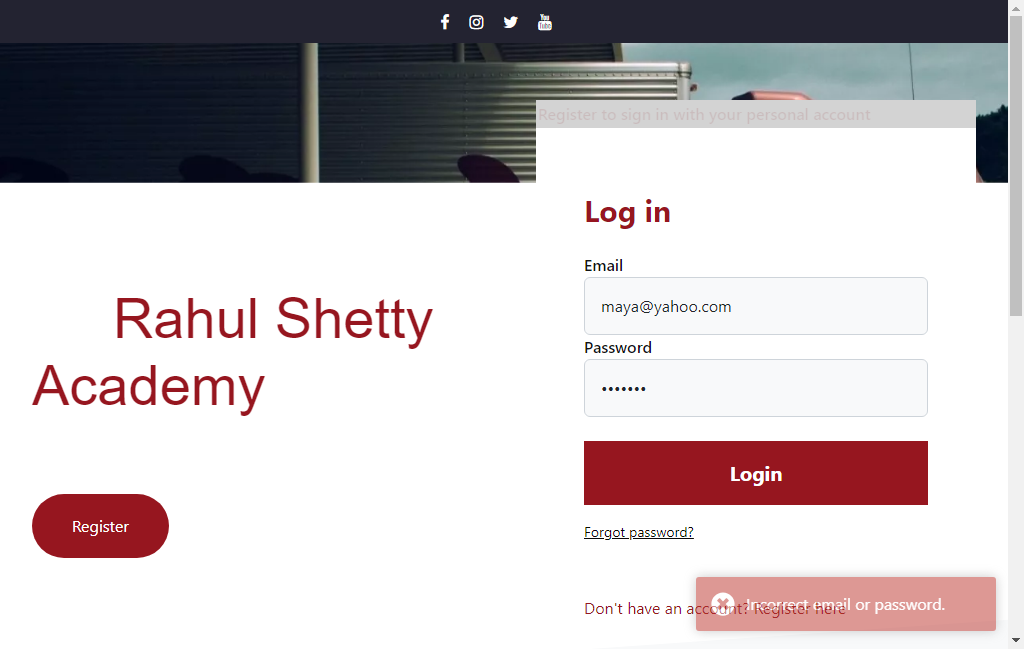 Register to sign in with your personal account
Log in
Email
maya@yahoo.com
Password
Login
Forgot password?
Don't have an account? Register here
Incorrect email or password.
Rahul Shetty
Academy
Register